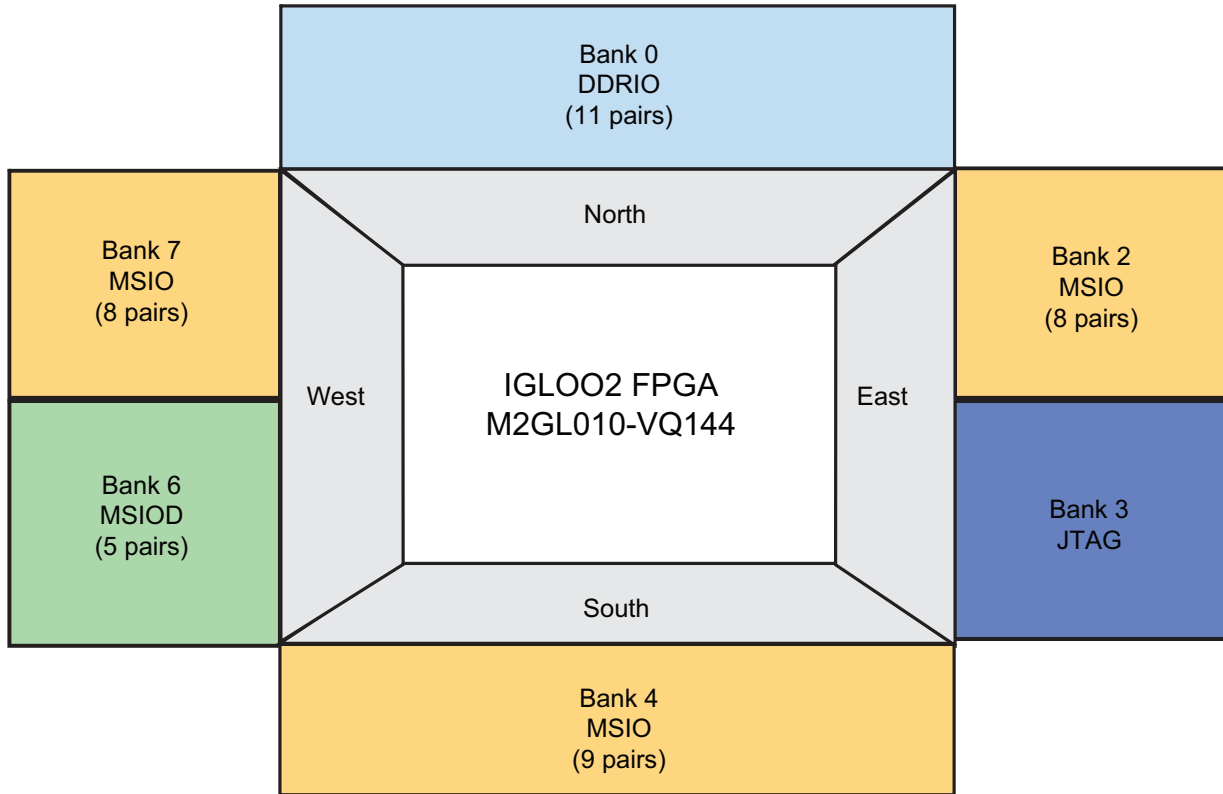 Bank 0
DDRIO
(11 pairs)
North
Bank 7
MSIO
(8 pairs)
Bank 2
MSIO
(8 pairs)
West
IGLOO2 FPGA
M2GL010-VQ144
East
Bank 6
MSIOD
(5 pairs)
Bank 3
JTAG
South
Bank 4
MSIO
(9 pairs)